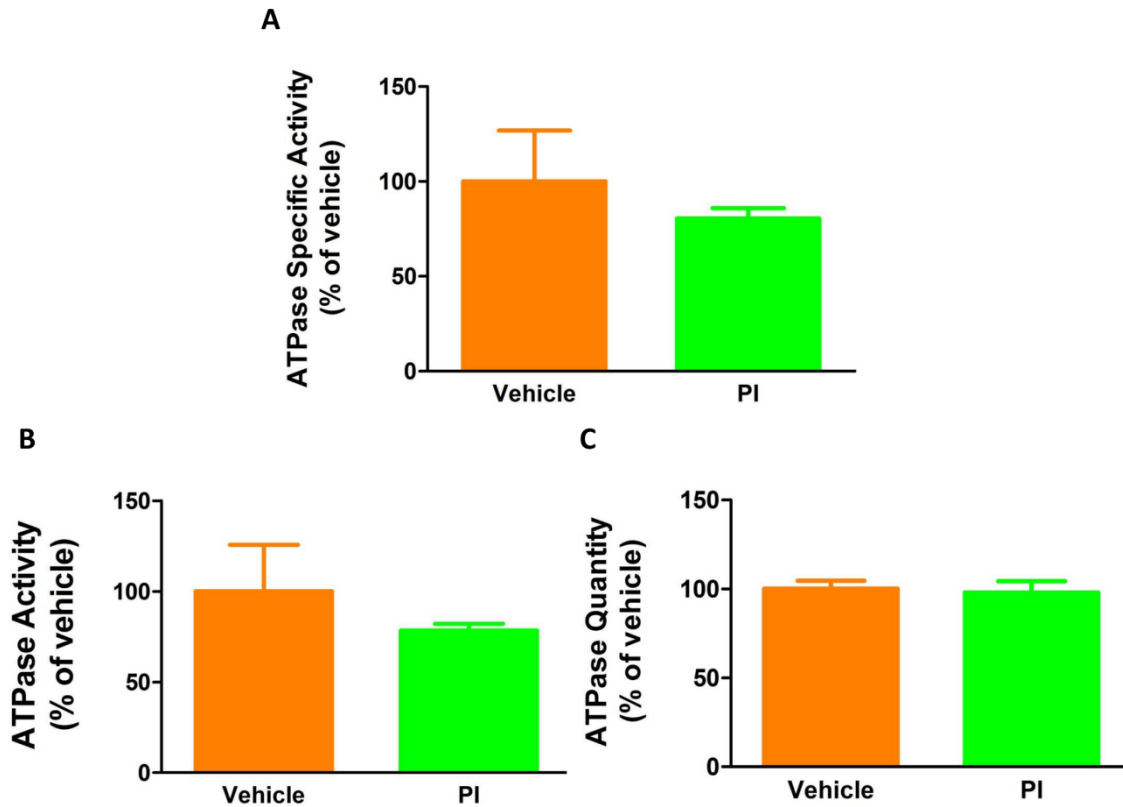 A
ATPase Specific Activity
(% of vehicle)
150
100
50
0
Vehicle PI
B
ATPase Activity
(% of vehicle)
150
100
50
0
Vehicle PI
C
ATPase Quantity
(% of vehicle)
150
100
50
0
Vehicle PI